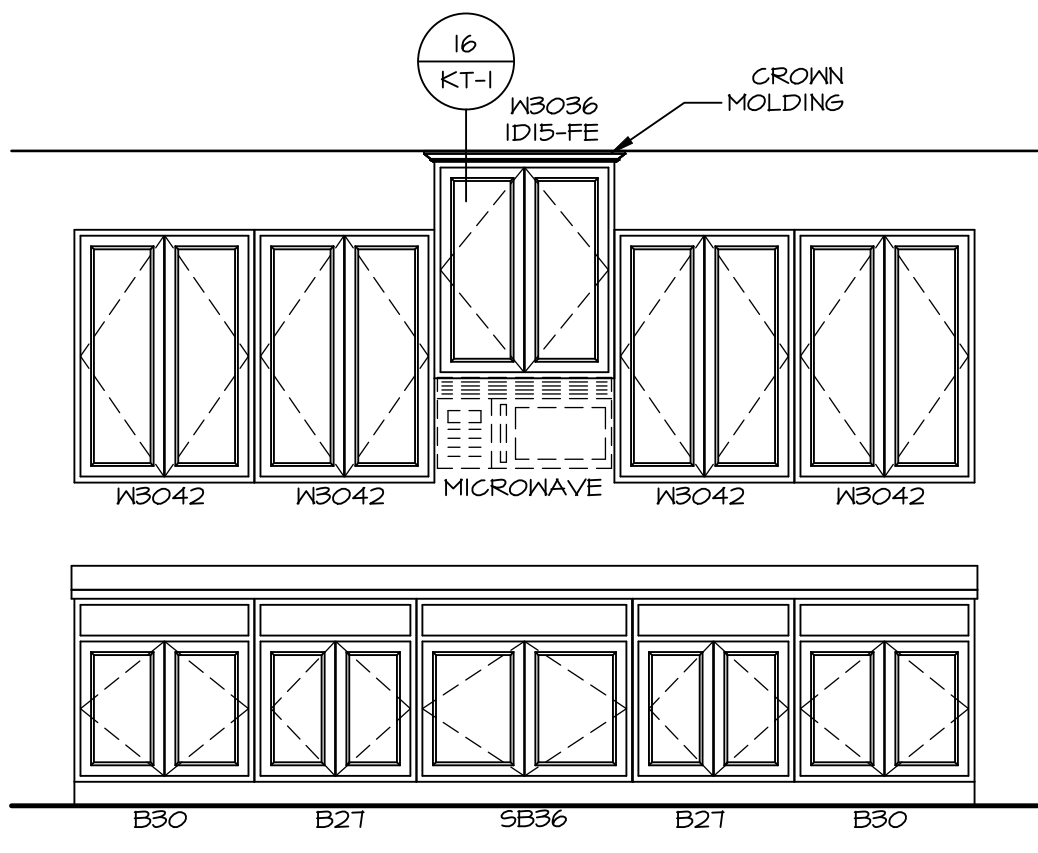 16
KT-1
CROWN
MOLDING
W3036
1D15-FE
W3042
W3042
MICROWAVE
W3042
W3042
B30
B27
SB36
B27
B30